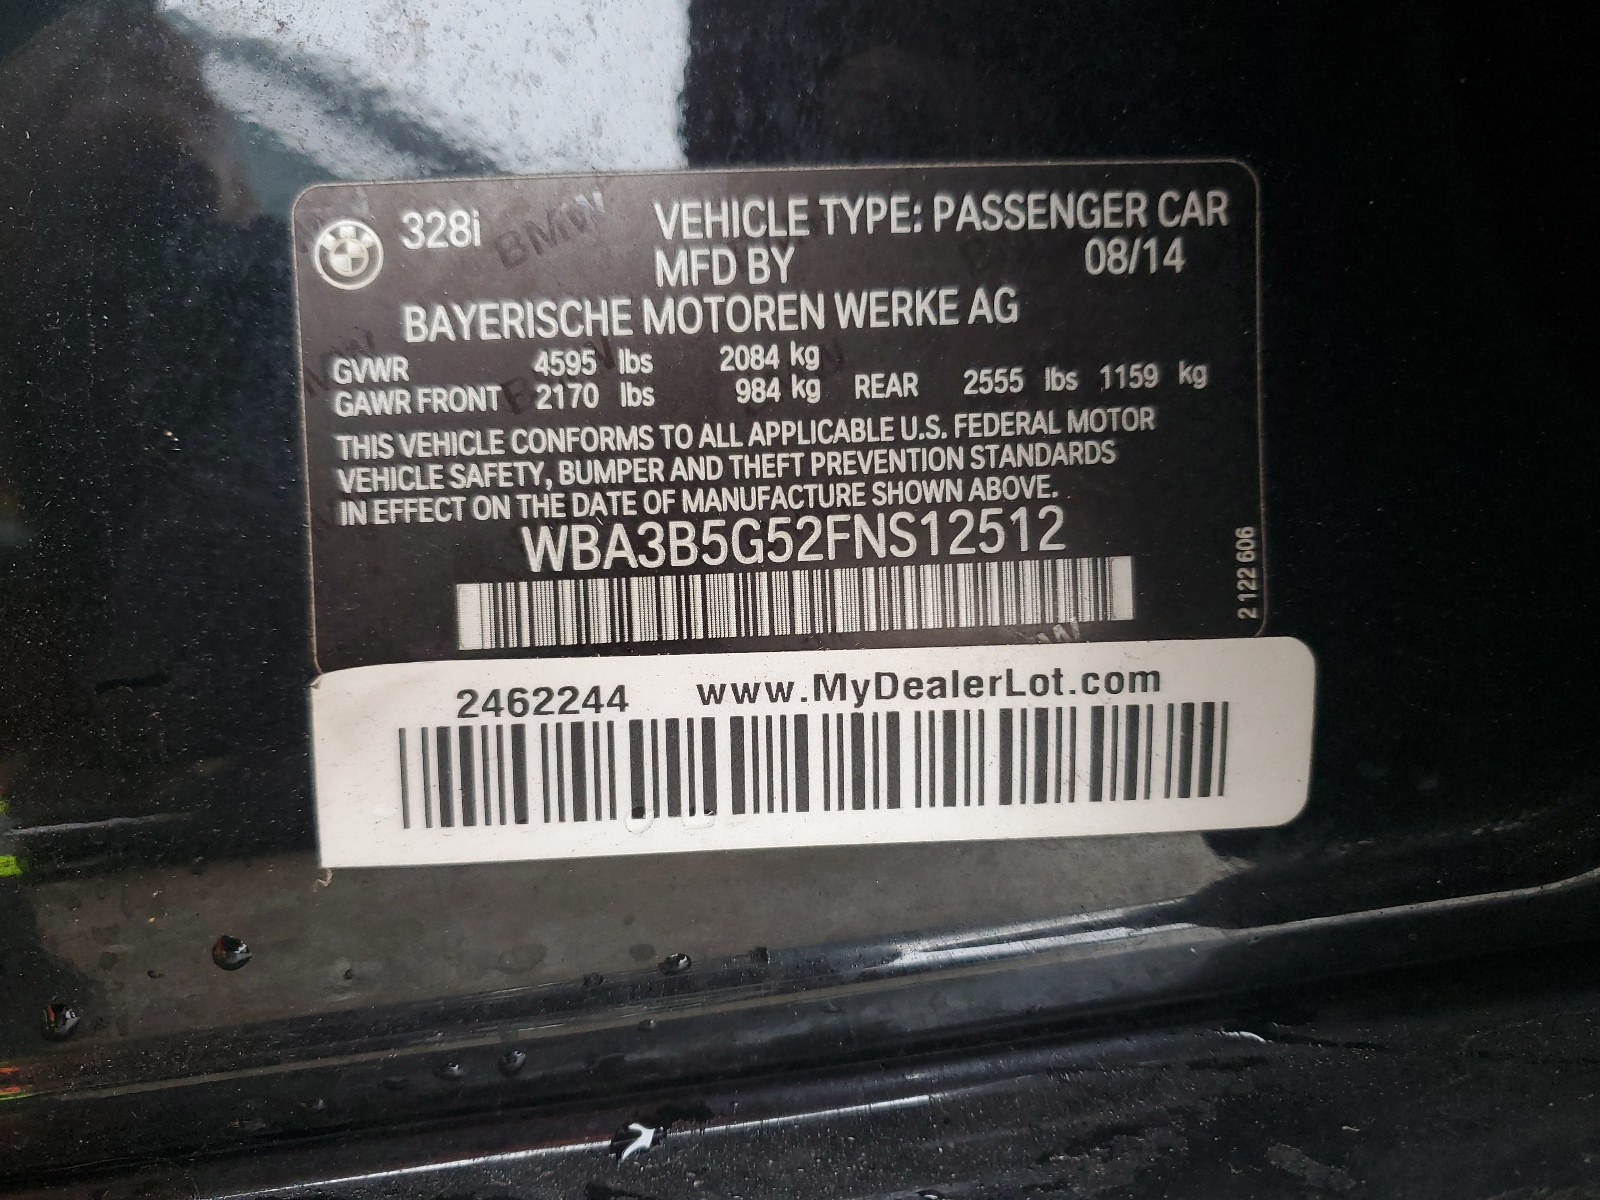 328i VEHICLE TYPE: PASSENGER CAR
MFD BY 08/14
BAYERISCHE MOTOREN WERKE AG
GVWR 4595 lbs 2084 kg
GAWR FRONT 2170 lbs 984 kg REAR 2555 lbs 1159 kg
THIS VEHICLE CONFORMS TO ALL APPLICABLE U.S. FEDERAL MOTOR
VEHICLE SAFETY, BUMPER AND THEFT PREVENTION STANDARDS
IN EFFECT ON THE DATE OF MANUFACTURE SHOWN ABOVE.
WBA3B5G52FNS12512
2 122 606
2462244 www.MyDealerLot.com